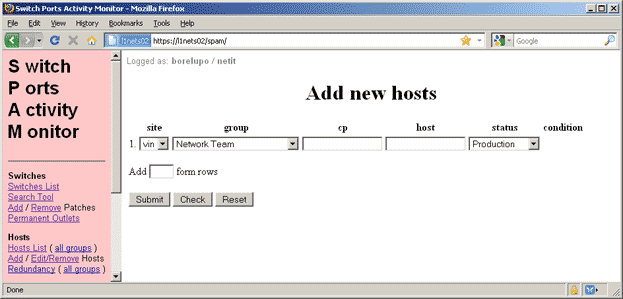 Switch Ports Activity Monitor - Mozilla Firefox
File Edit View History Bookmarks Tools Help
l1nets02 https://l1nets02/spam/ Google
S witch
P orts
A ctivity
M onitor
Switches
Switches List
Search Tool
Add / Remove Patches
Permanent Outlets
Hosts
Hosts List ( all groups )
Add / Edit/Remove Hosts
Redundancy ( all groups )
Logged as: borelupo / netit
Add new hosts
site group cp host status condition
1. vin Network Team Production
Add form rows
Submit Check Reset
Done